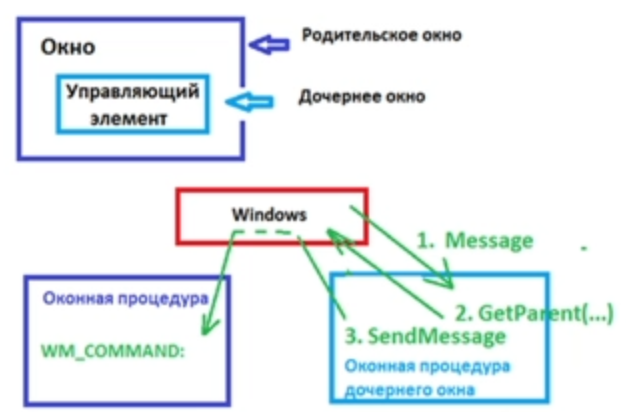 Окно
Родительское окно
Управляющий
элемент
Дочернее окно
Windows
1. Message
Оконная процедура
WM_COMMAND:
2. GetParent(...)
3. SendMessage
Оконная процедура
дочернего окна